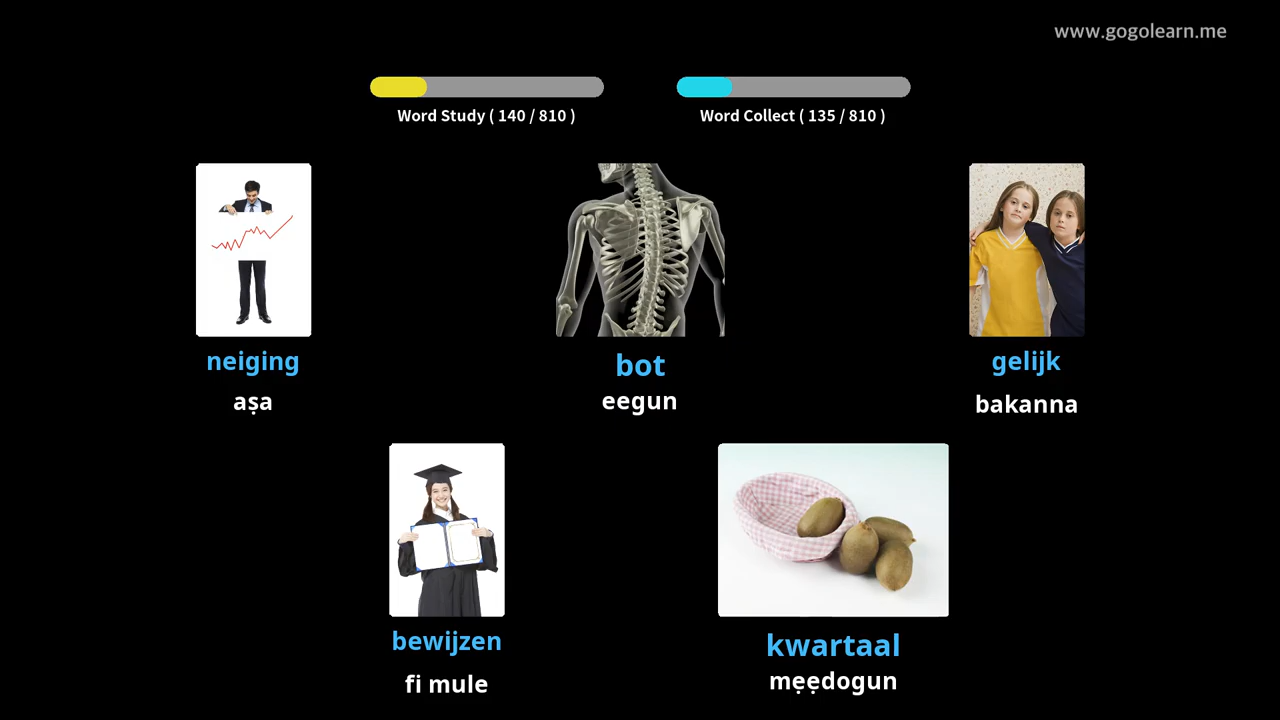 www.gogolearn.me
Word Study ( 140 / 810 )
Word Collect ( 135 / 810 )
neiging
aṣa
bot
eegun
gelijk
bakanna
bewijzen
fi mule
kwartaal
mẹẹdogun